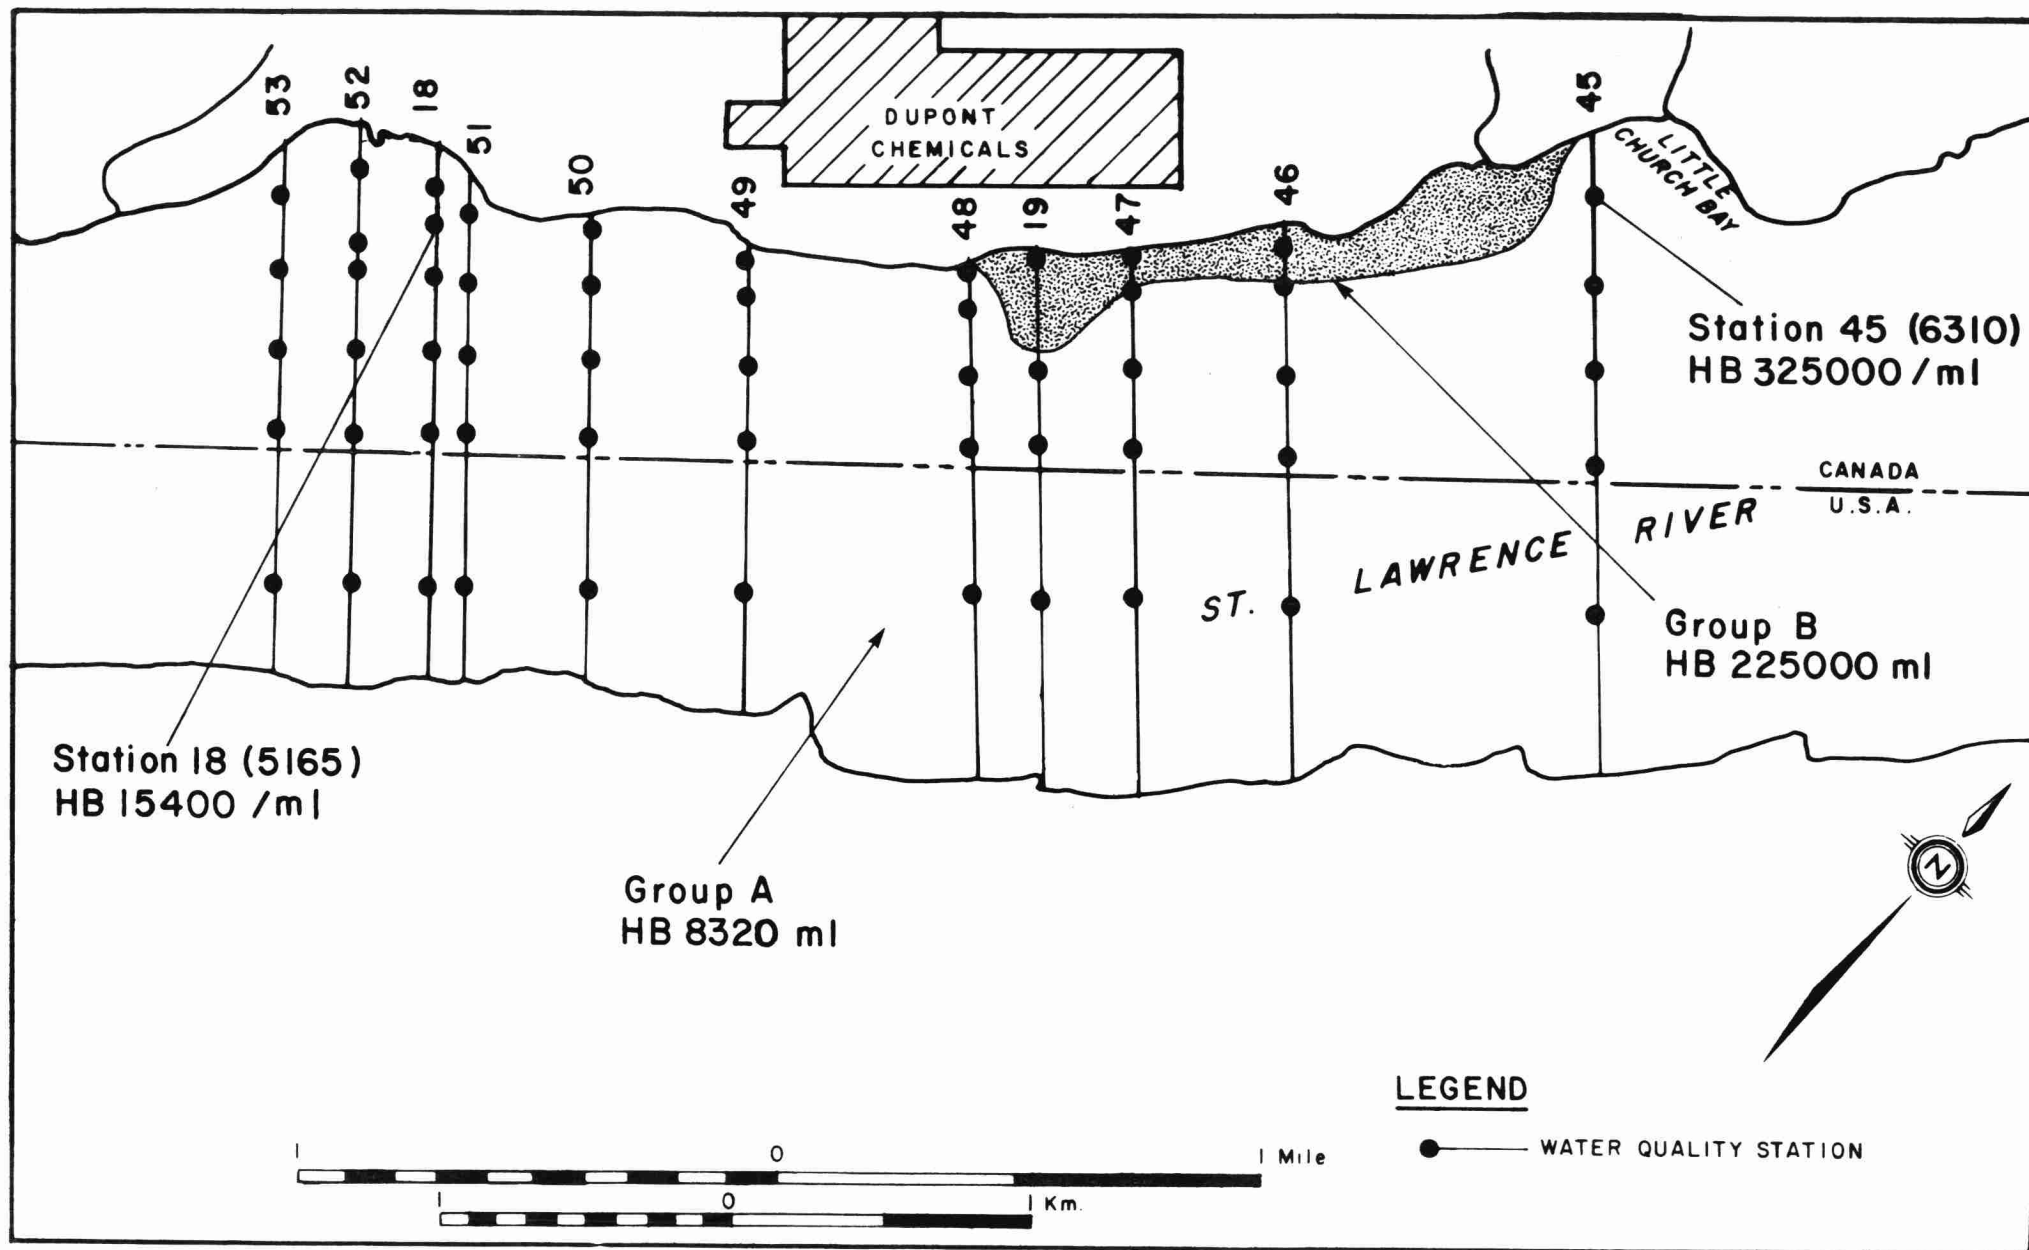 53
52
18
51
50
49
48
19
47
46
45
DUPONT
CHEMICALS
LITTLE
CHURCH BAY
Station 45 (6310)
HB 325000 / ml
CANADA
U.S.A.
ST. LAWRENCE RIVER
Group B
HB 225000 ml
Station 18 (5165)
HB 15400 /ml
Group A
HB 8320 ml
N
LEGEND
WATER QUALITY STATION
1 0 1 Mile
1 0 1 Km.